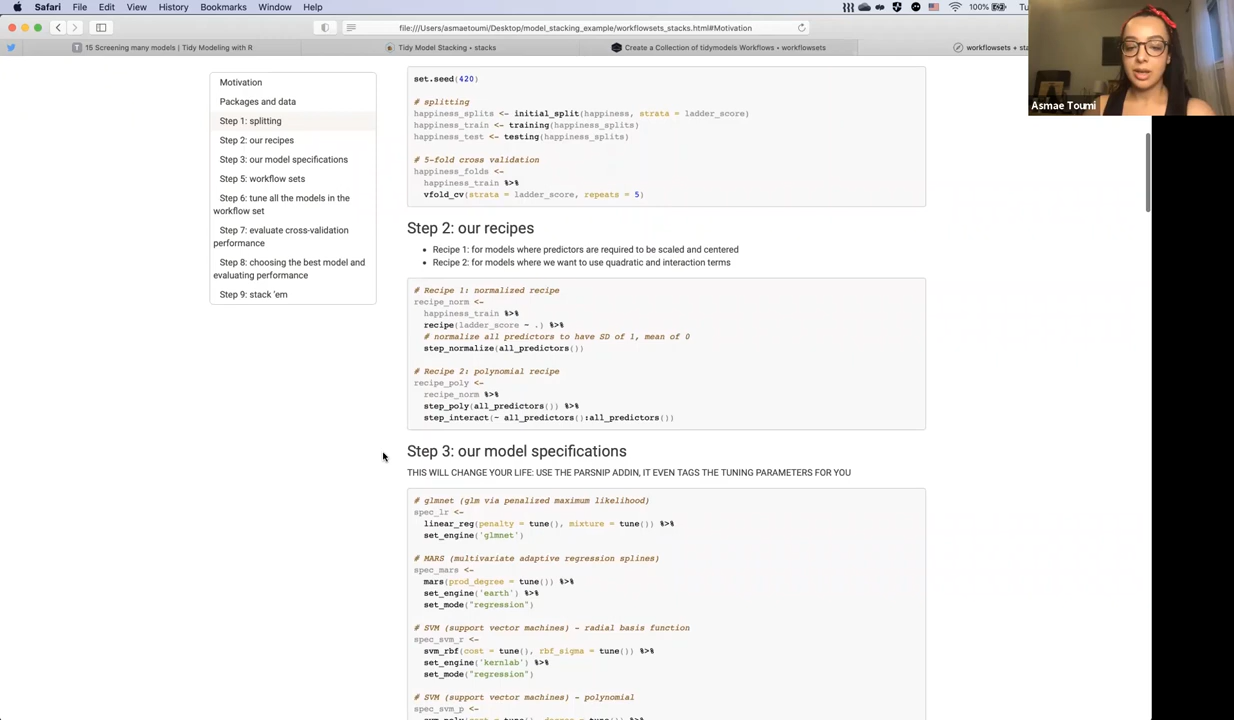 Safari File Edit View History Bookmarks Window Help
100%
Tu
file:///Users/asmaetoumi/Desktop/model_stacking_example/workflowsets_stacks.html#Motivation
15 Screening many models | Tidy Modeling with R
Tidy Model Stacking • stacks
Create a Collection of tidymodels Workflows • workflowsets
workflowsets + sta
Asmae Toumi
Motivation
Packages and data
Step 1: splitting
Step 2: our recipes
Step 3: our model specifications
Step 5: workflow sets
Step 6: tune all the models in the
workflow set
Step 7: evaluate cross-validation
performance
Step 8: choosing the best model and
evaluating performance
Step 9: stack 'em
set.seed(420)
# splitting
happiness_splits <- initial_split(happiness, strata = ladder_score)
happiness_train <- training(happiness_splits)
happiness_test <- testing(happiness_splits)
# 5-fold cross validation
happiness_folds <-
happiness_train %>%
vfold_cv(strata = ladder_score, repeats = 5)
Step 2: our recipes
• Recipe 1: for models where predictors are required to be scaled and centered
• Recipe 2: for models where we want to use quadratic and interaction terms
# Recipe 1: normalized recipe
recipe_norm <-
happiness_train %>%
recipe(ladder_score ~ .) %>%
# normalize all predictors to have SD of 1, mean of 0
step_normalize(all_predictors())
# Recipe 2: polynomial recipe
recipe_poly <-
recipe_norm %>%
step_poly(all_predictors()) %>%
step_interact(~ all_predictors():all_predictors())
Step 3: our model specifications
THIS WILL CHANGE YOUR LIFE: USE THE PARSNIP ADDIN, IT EVEN TAGS THE TUNING PARAMETERS FOR YOU
# glmnet (glm via penalized maximum likelihood)
spec_lr <-
linear_reg(penalty = tune(), mixture = tune()) %>%
set_engine('glmnet')
# MARS (multivariate adaptive regression splines)
spec_mars <-
mars(prod_degree = tune()) %>%
set_engine('earth') %>%
set_mode("regression")
# SVM (support vector machines) - radial basis function
spec_svm_r <-
svm_rbf(cost = tune(), rbf_sigma = tune()) %>%
set_engine('kernlab') %>%
set_mode("regression")
# SVM (support vector machines) - polynomial
spec_svm_p <-